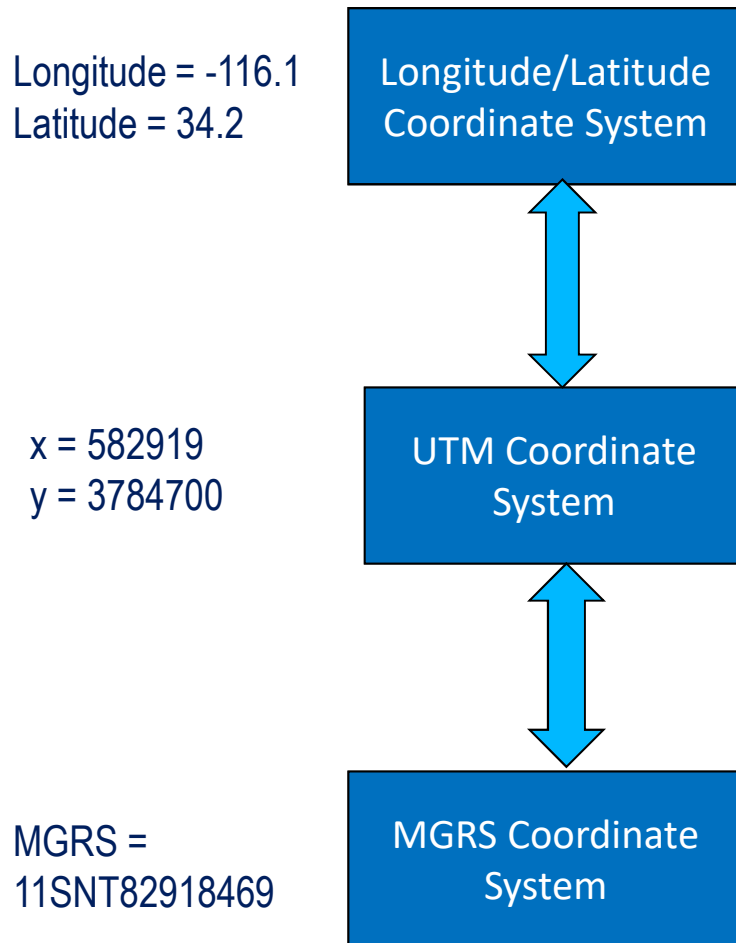 Longitude = -116.1
Latitude = 34.2
Longitude/Latitude
Coordinate System
x = 582919
y = 3784700
UTM Coordinate
System
MGRS =
11SNT82918469
MGRS Coordinate
System